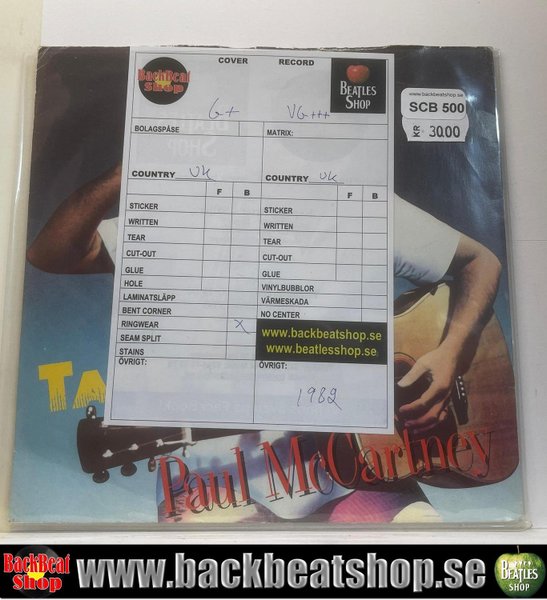 COVER RECORD
BackBeat Shop
BEATLES SHOP
G+ VG+++
www.backbeatshop.se
SCB 500
KR 30.00
BOLAGSPÅSE MATRIX:
COUNTRY UK COUNTRY UK
F B F B
STICKER STICKER
WRITTEN WRITTEN
TEAR TEAR
CUT-OUT CUT-OUT
GLUE GLUE
HOLE VINYLBUBBLOR
LAMINATSLÄPP VÄRMESKADA
BENT CORNER NO CENTER
RINGWEAR X www.backbeatshop.se
SEAM SPLIT www.beatlesshop.se
STAINS
ÖVRIGT: ÖVRIGT:
1982
TA
Paul McCartney
BackBeat Shop www.backbeatshop.se BEATLES SHOP